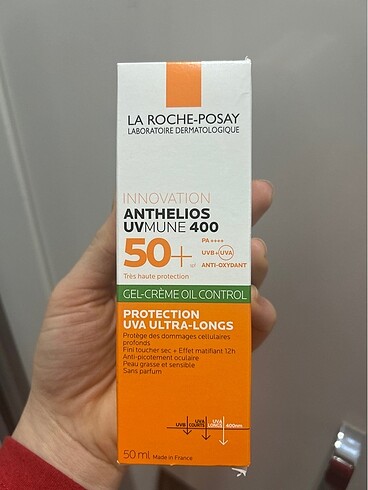 LA ROCHE-POSAY
LABORATOIRE DERMATOLOGIQUE
INNOVATION
ANTHELIOS
UVMUNE 400
50+
PA++++
UVB+UVA
ANTI-OXYDANT
Très haute protection
GEL-CRÈME OIL CONTROL
PROTECTION
UVA ULTRA-LONGS
Protège des dommages cellulaires
profonds
Fini toucher sec + Effet matifiant 12h
Anti-picotement oculaire
Peau grasse et sensible
Sans parfum
UVB
UVA
COURTS
UVA
LONGS
400nm
50 ml Made in France